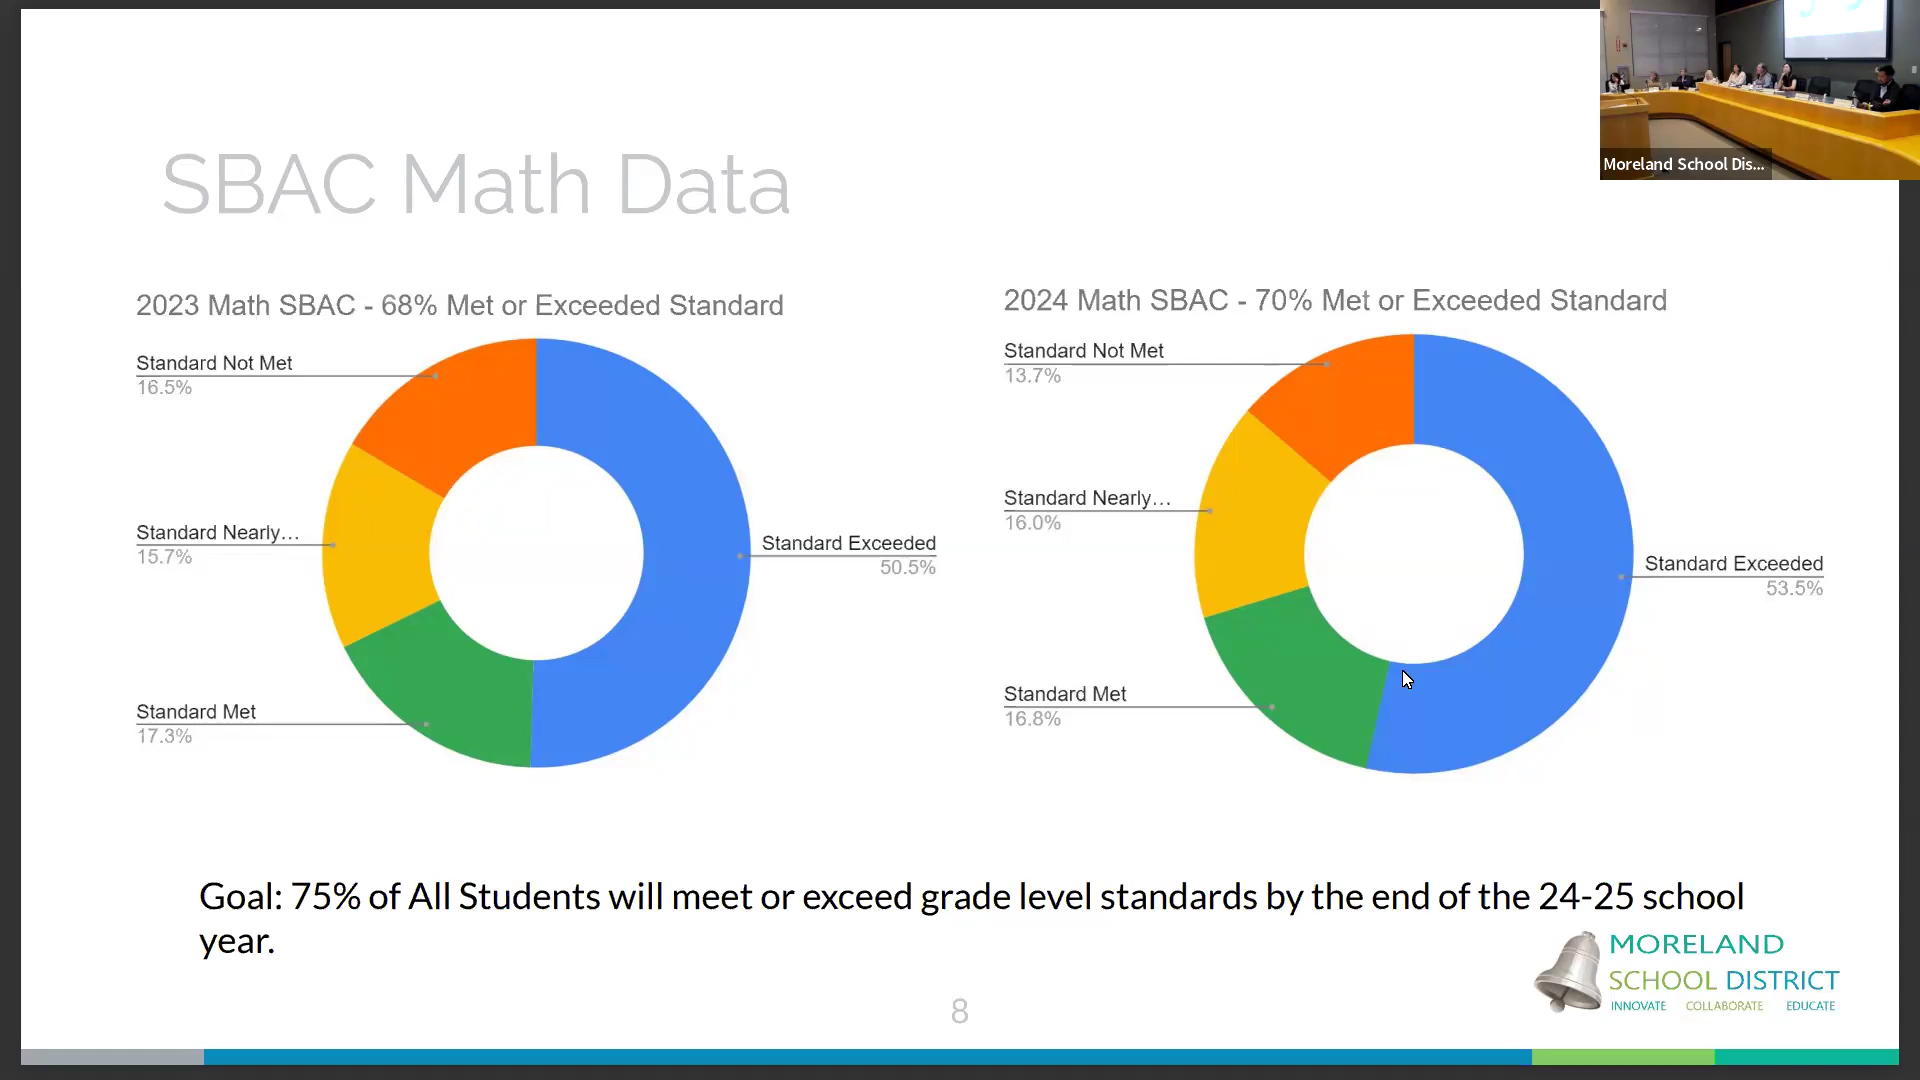 Moreland School Dis...
SBAC Math Data
2023 Math SBAC - 68% Met or Exceeded Standard
Standard Not Met
16.5%
Standard Nearly…
15.7%
Standard Met
17.3%
Standard Exceeded
50.5%
2024 Math SBAC - 70% Met or Exceeded Standard
Standard Not Met
13.7%
Standard Nearly…
16.0%
Standard Met
16.8%
Standard Exceeded
53.5%
Goal: 75% of All Students will meet or exceed grade level standards by the end of the 24-25 school
year.
MORELAND
SCHOOL DISTRICT
INNOVATE COLLABORATE EDUCATE
8